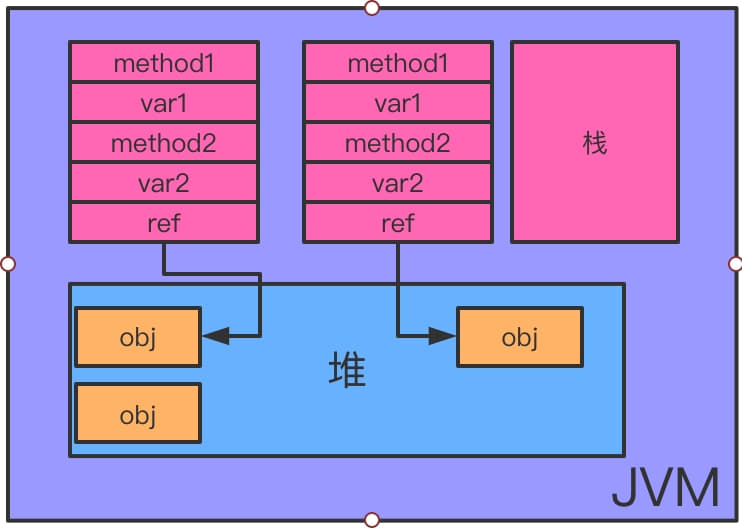 method1
var1
method2
var2
ref
method1
var1
method2
var2
ref
栈
obj
obj
堆
obj
JVM